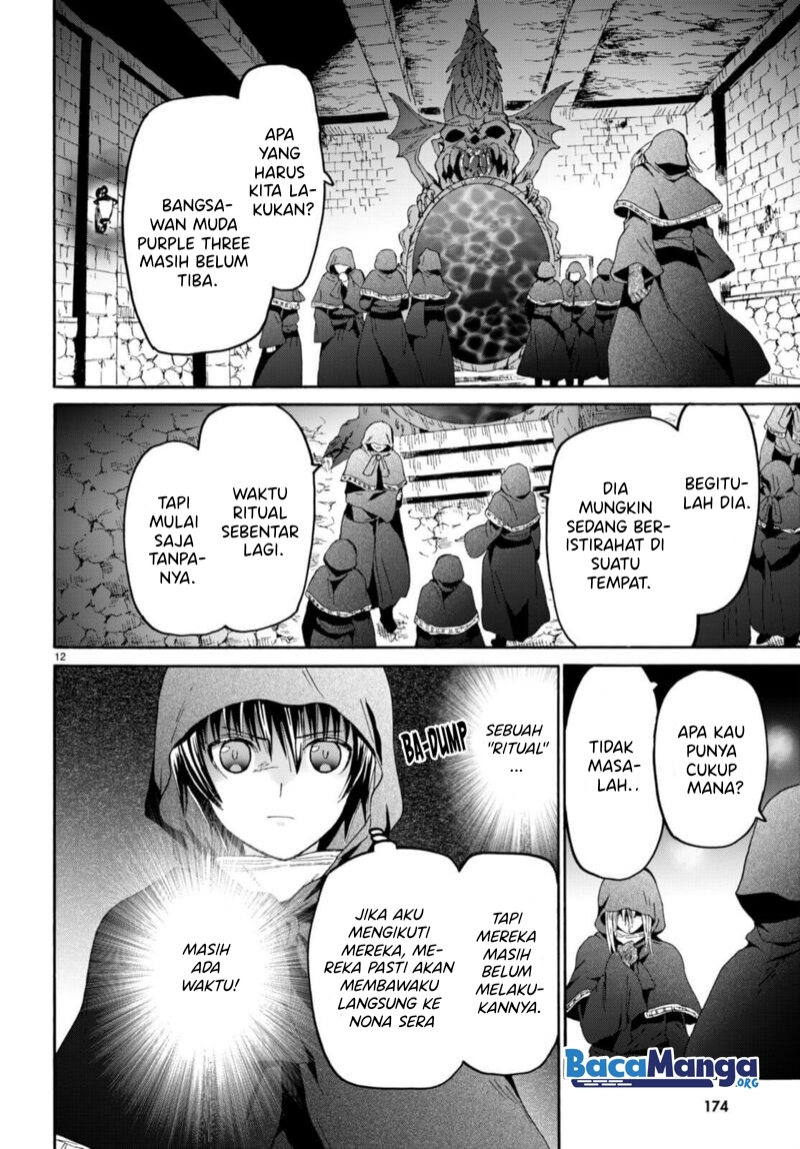 APA
YANG
HARUS
KITA LA-
KUKAN?
BANGSA-
WAN MUDA
PURPLE THREE
MASIH BELUM
TIBA.
BEGITU-
LAH DIA.
DIA
MUNGKIN
SEDANG BER-
ISTIRAHAT DI
SUATU
TEMPAT.
WAKTU
RITUAL
SEBENTAR
LAGI.
TAPI
MULAI
SAJA
TANPA-
NYA.
12
APA KAU
PUNYA
CUKUP
MANA?
TIDAK
MASA-
LAH..
SEBUAH
"RITUAL"
...
BA-DUMP
TAPI
MEREKA
MASIH
BELUM
MELAKU-
KANNYA.
JIKA AKU
MENGIKUTI
MEREKA, ME-
REKA PASTI AKAN
MEMBAWAKU
LANGSUNG KE
NONA SERA
MASIH
ADA
WAKTU!
BacaManga
.ORG
174